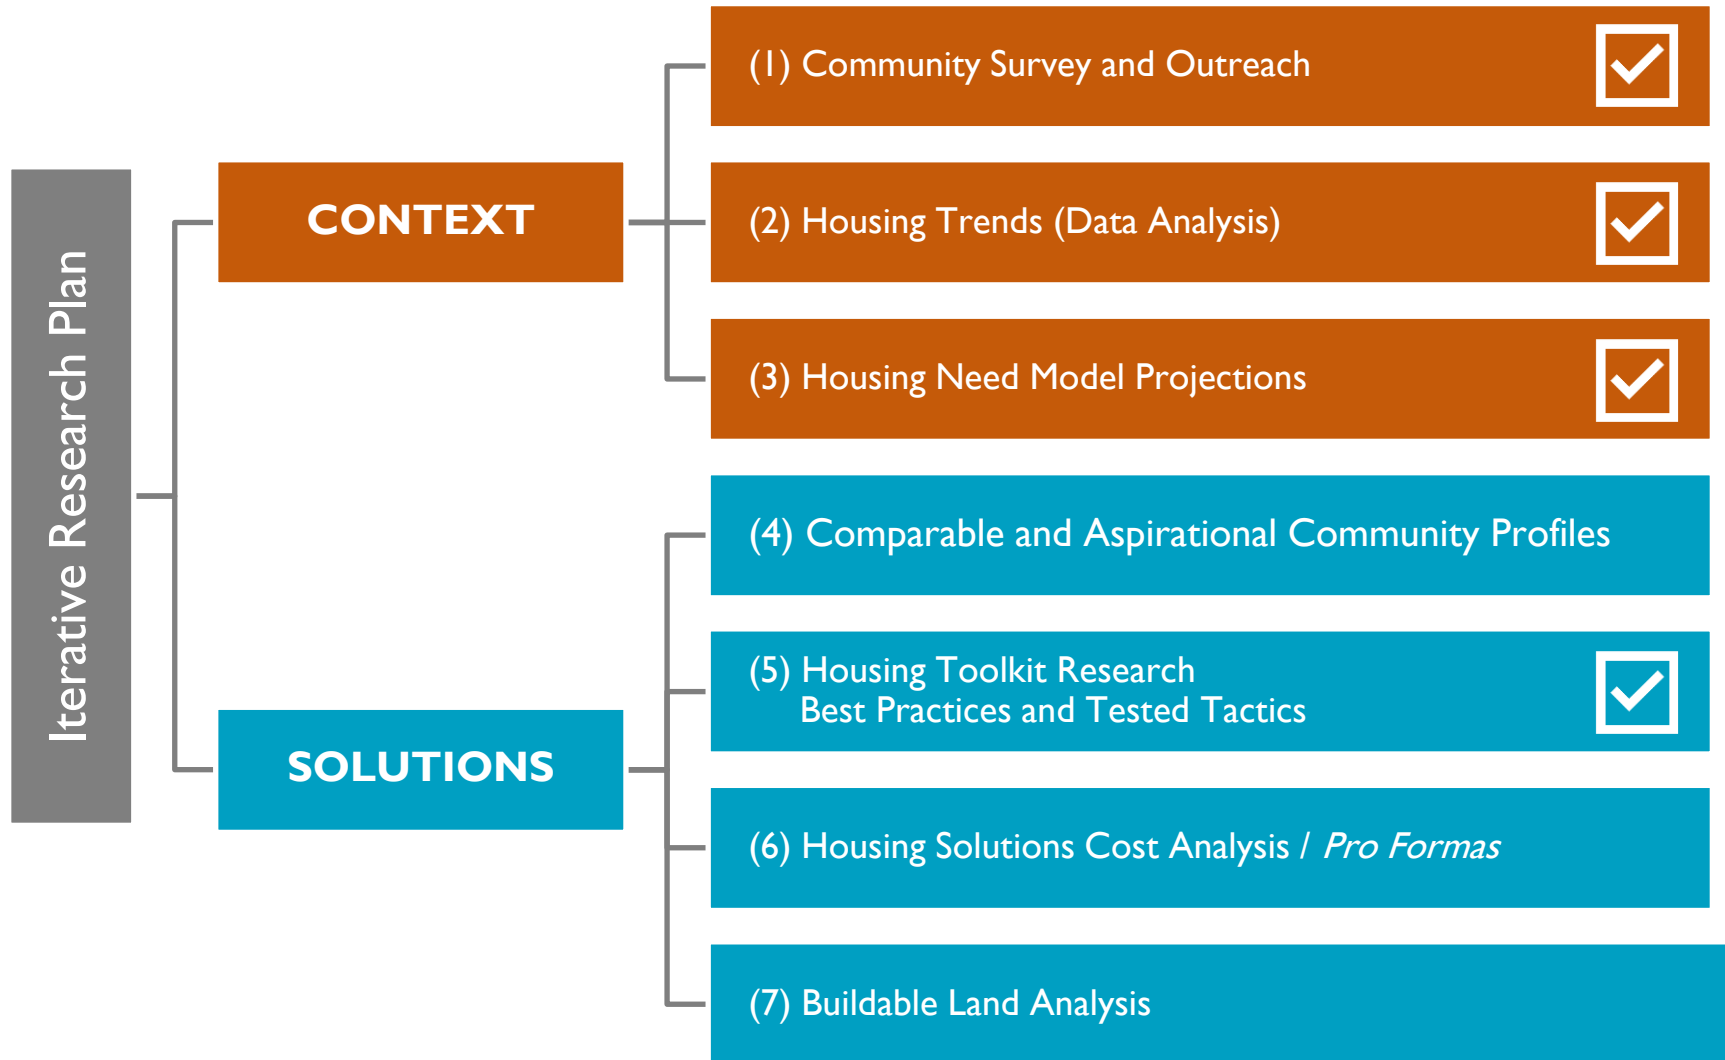 Iterative Research Plan
CONTEXT
(1) Community Survey and Outreach
(2) Housing Trends (Data Analysis)
(3) Housing Need Model Projections
SOLUTIONS
(4) Comparable and Aspirational Community Profiles
(5) Housing Toolkit Research
Best Practices and Tested Tactics
(6) Housing Solutions Cost Analysis / Pro Formas
(7) Buildable Land Analysis